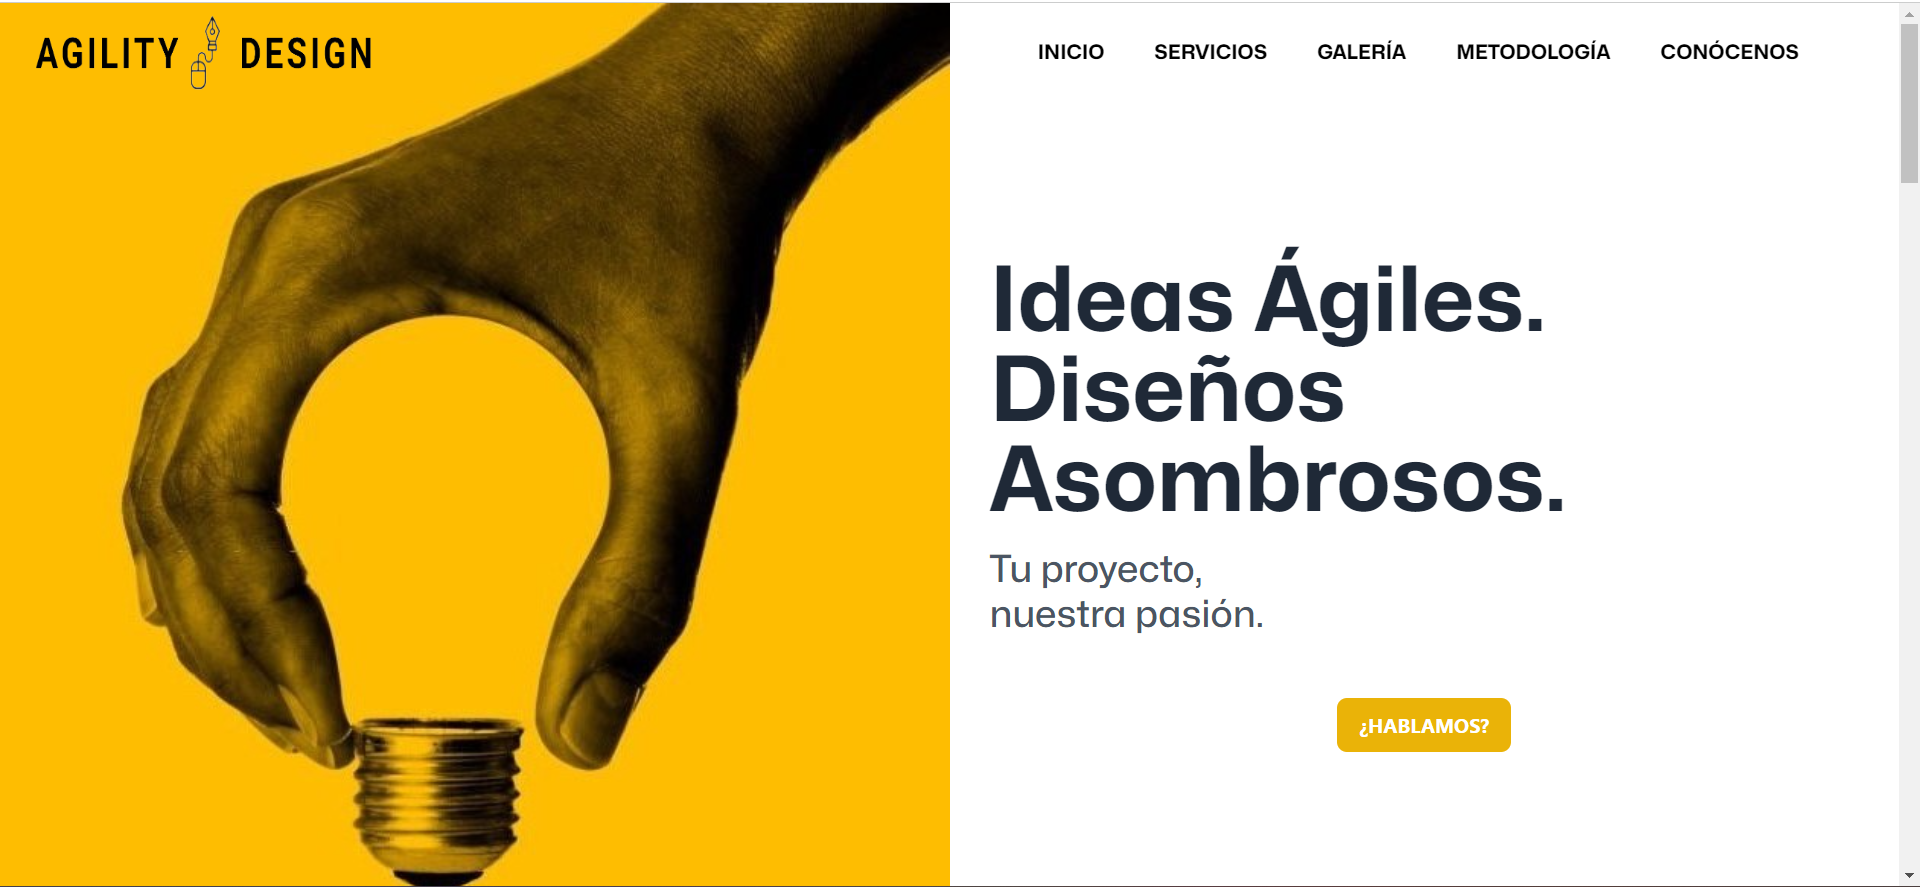 AGILITY DESIGN
INICIO SERVICIOS GALERÍA METODOLOGÍA CONÓCENOS
Ideas Ágiles.
Diseños
Asombrosos.
Tu proyecto,
nuestra pasión.
¿HABLAMOS?